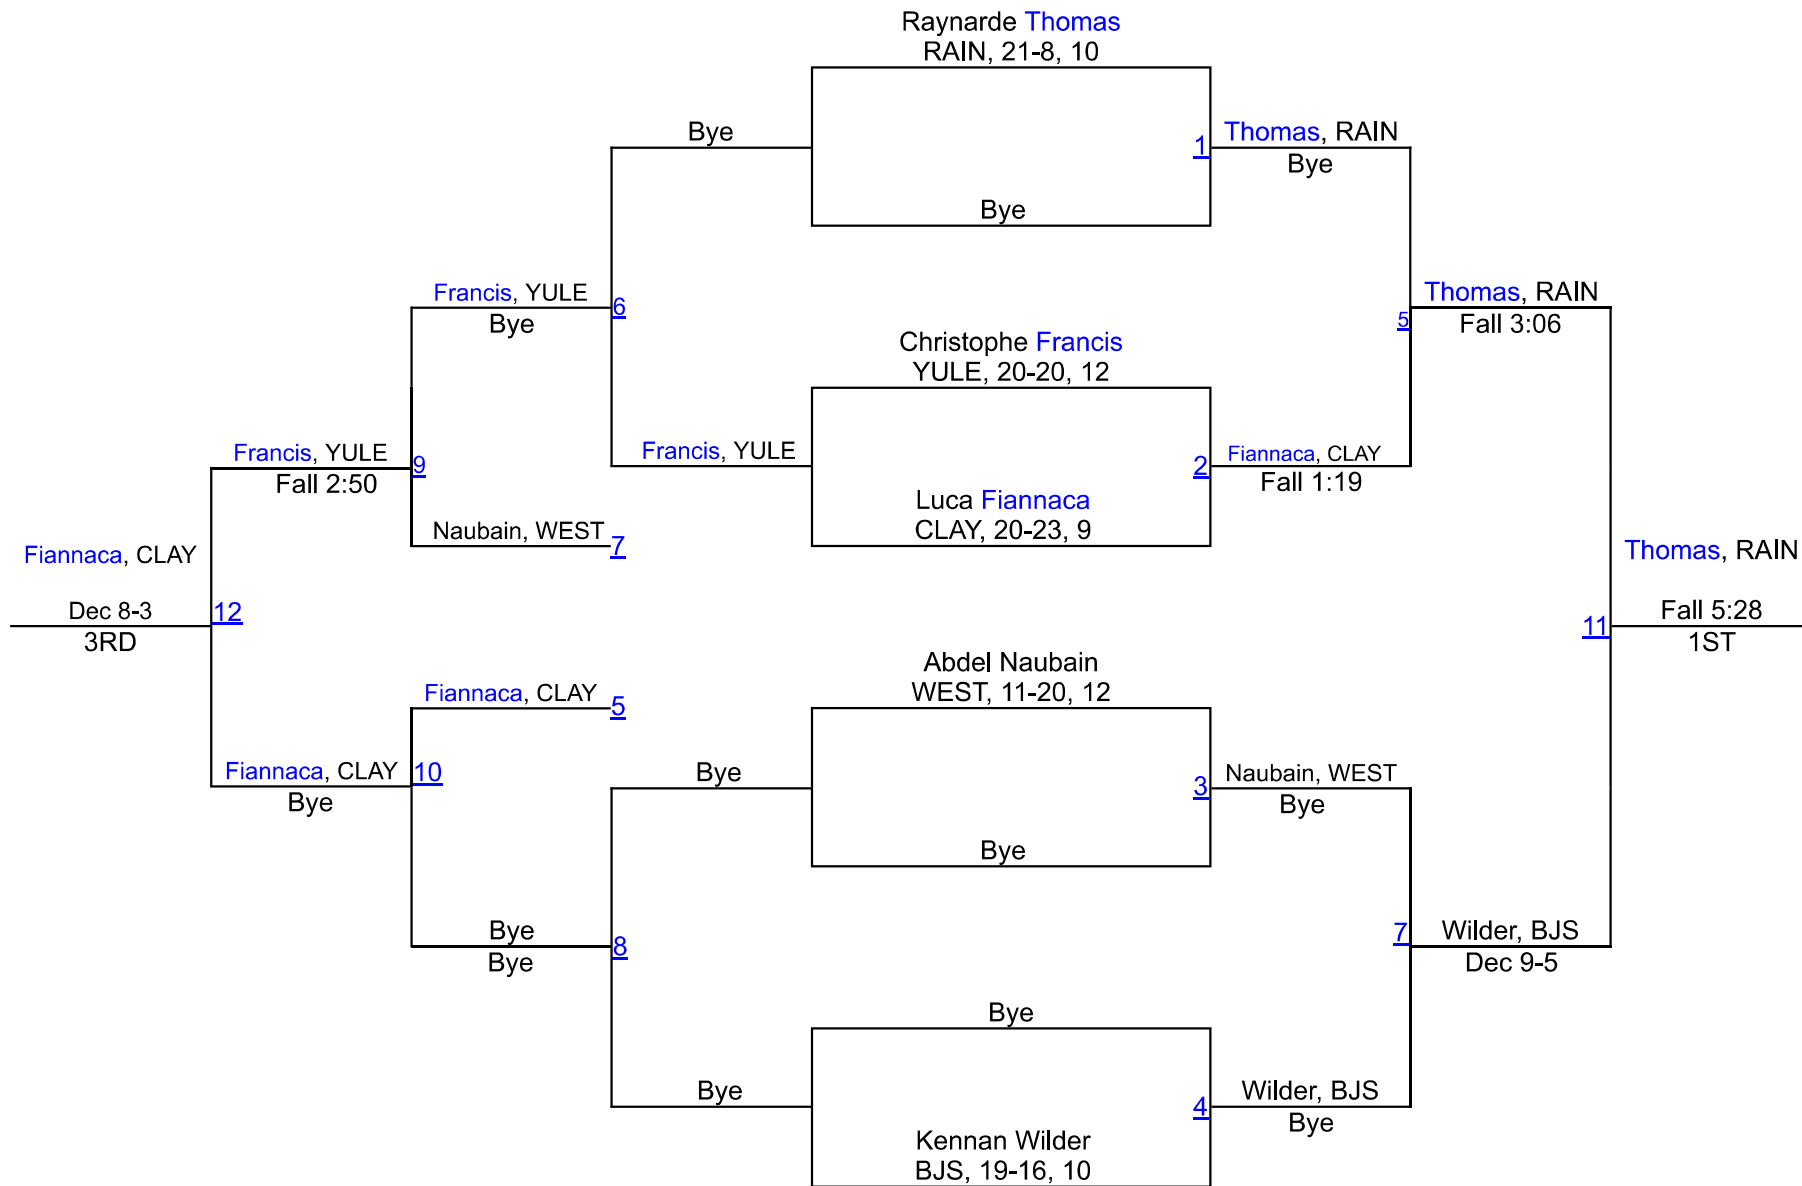 Raynarde Thomas
RAIN, 21-8, 10
Bye
1
Thomas, RAIN
Bye
Bye
Francis, YULE
Bye
6
Thomas, RAIN
Fall 3:06
5
Christophe Francis
YULE, 20-20, 12
Francis, YULE
Fall 2:50
9
Francis, YULE
2
Fiannaca, CLAY
Fall 1:19
Luca Fiannaca
CLAY, 20-23, 9
Naubain, WEST
7
Fiannaca, CLAY
Dec 8-3
3RD
12
Thomas, RAIN
Fall 5:28
1ST
11
Abdel Naubain
WEST, 11-20, 12
Fiannaca, CLAY
5
Fiannaca, CLAY
Bye
10
Bye
3
Naubain, WEST
Bye
Bye
Bye
Bye
8
7
Wilder, BJS
Dec 9-5
Bye
Bye
4
Wilder, BJS
Bye
Kennan Wilder
BJS, 19-16, 10